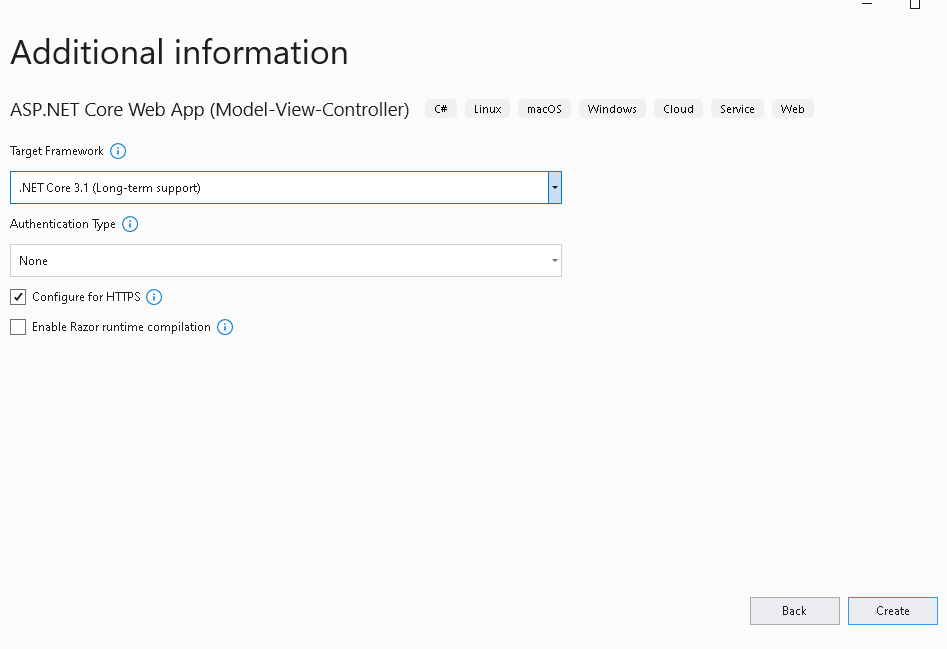 Additional information
ASP.NET Core Web App (Model-View-Controller) C# Linux macOS Windows Cloud Service Web
Target Framework
.NET Core 3.1 (Long-term support)
Authentication Type
None
Configure for HTTPS
Enable Razor runtime compilation
Back Create